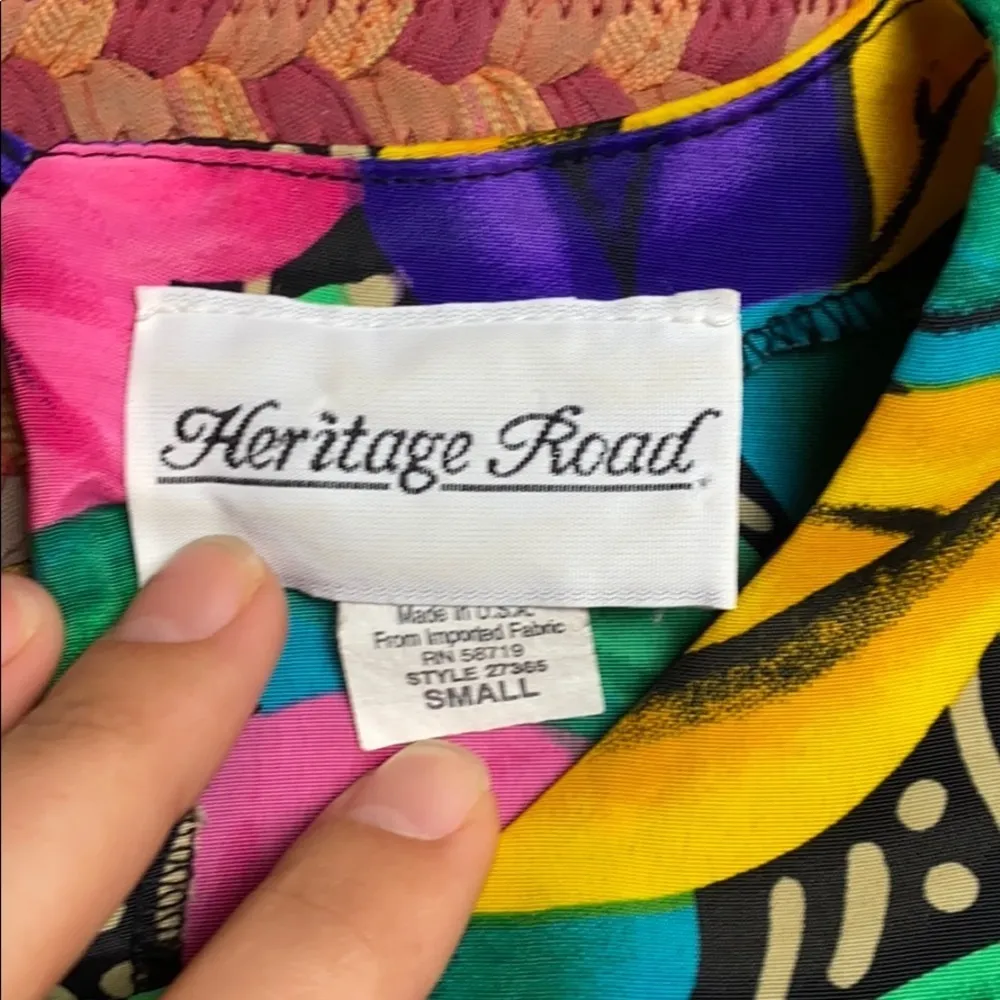 Heritage Road
Made in U.S.A.
From Imported Fabric
RN 58719
STYLE 27365
SMALL